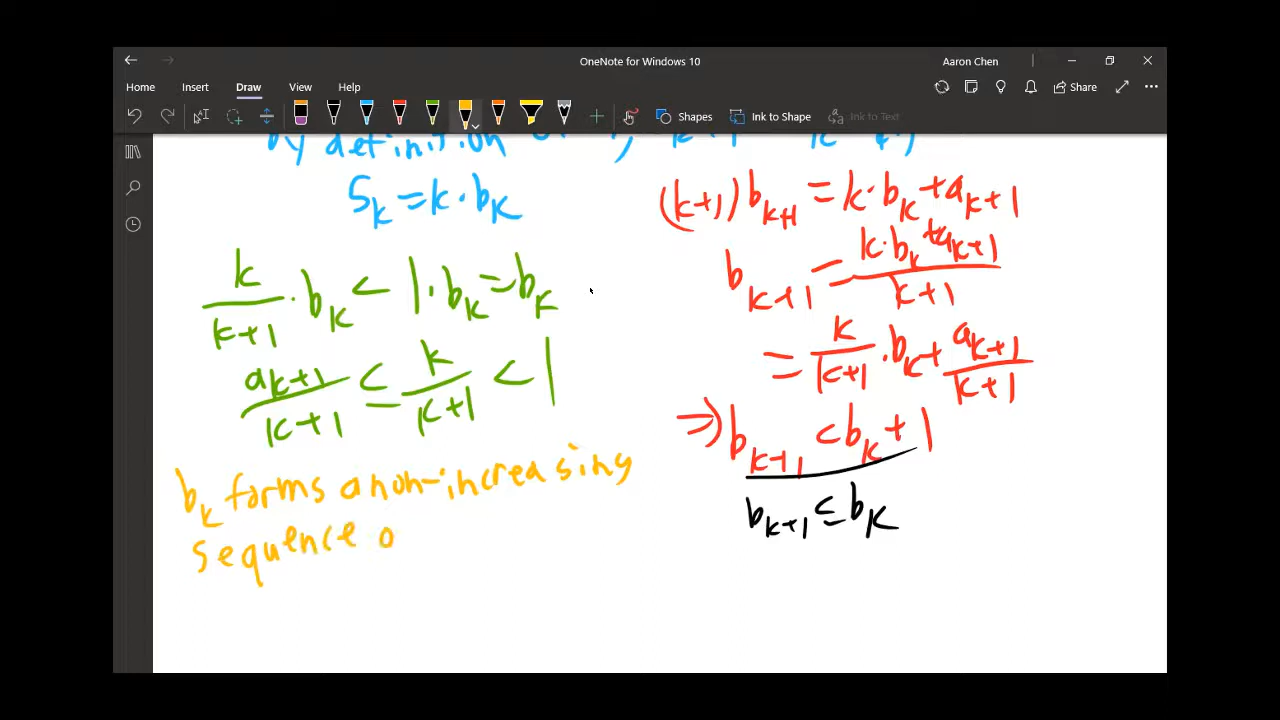 OneNote for Windows 10
Aaron Chen
Home Insert Draw View Help
Share
Shapes
Ink to Shape
Ink to Text
by definition
S_k = k · b_k
k/(k+1) · b_k < 1 · b_k = b_k
a_{k+1}/(k+1) ≤ k/(k+1) < 1
b_k forms a non-increasing
sequence o
(k+1) b_{k+1} = k · b_k + a_{k+1}
b_{k+1} = (k · b_k + a_{k+1})/(k+1)
= k/(k+1) · b_k + a_{k+1}/(k+1)
⇒ b_{k+1} < b_k + 1
b_{k+1} ≤ b_k